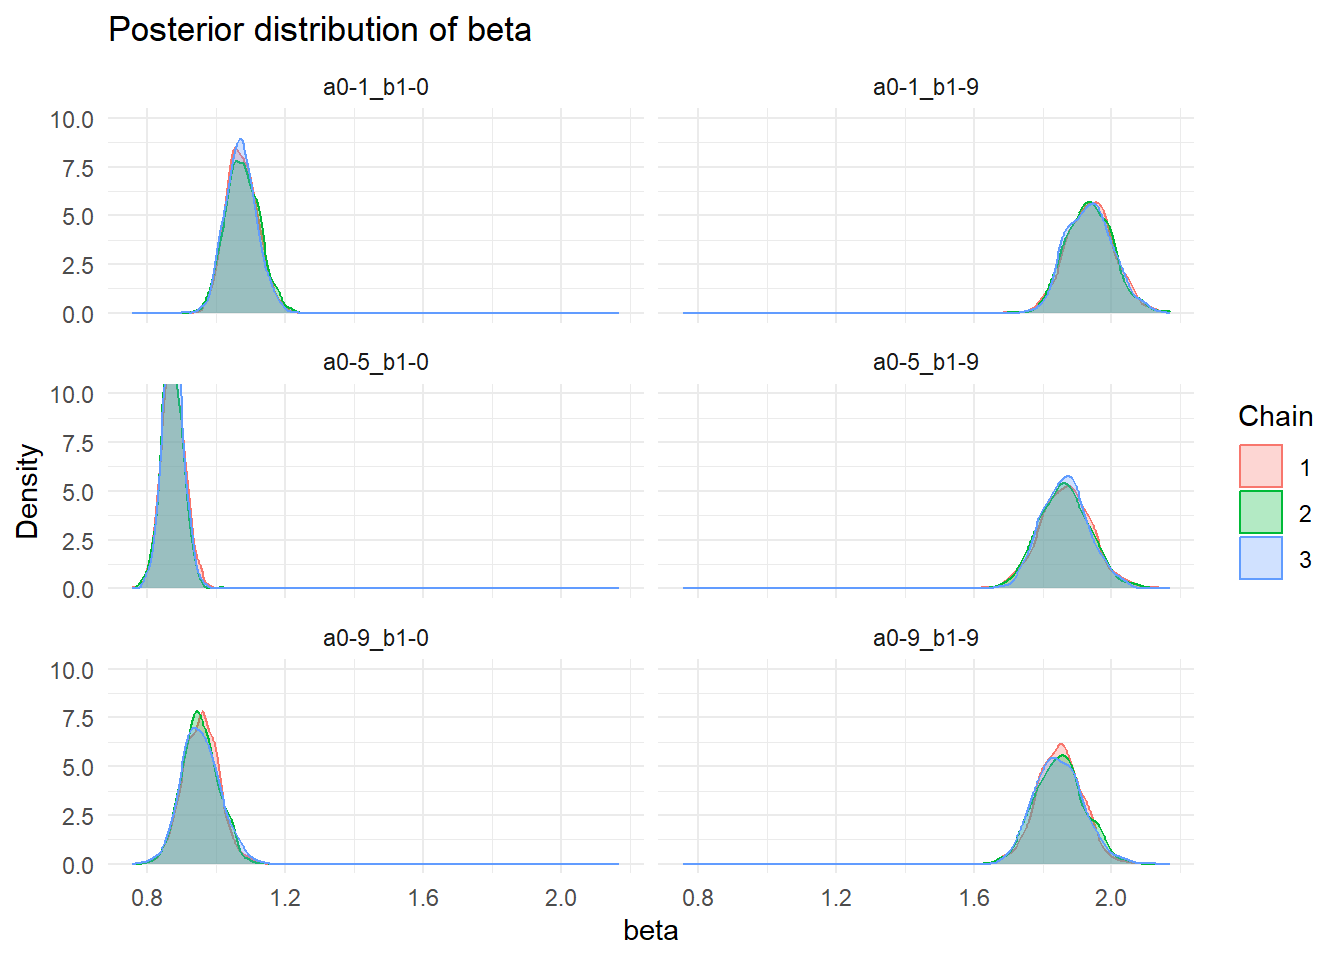 Posterior distribution of beta
a0-1_b1-0
a0-1_b1-9
10.0
7.5
5.0
2.5
0.0
a0-5_b1-0
a0-5_b1-9
10.0
7.5
5.0
2.5
0.0
a0-9_b1-0
a0-9_b1-9
10.0
7.5
5.0
2.5
0.0
0.8 1.2 1.6 2.0
0.8 1.2 1.6 2.0
beta
Density
Chain
1
2
3